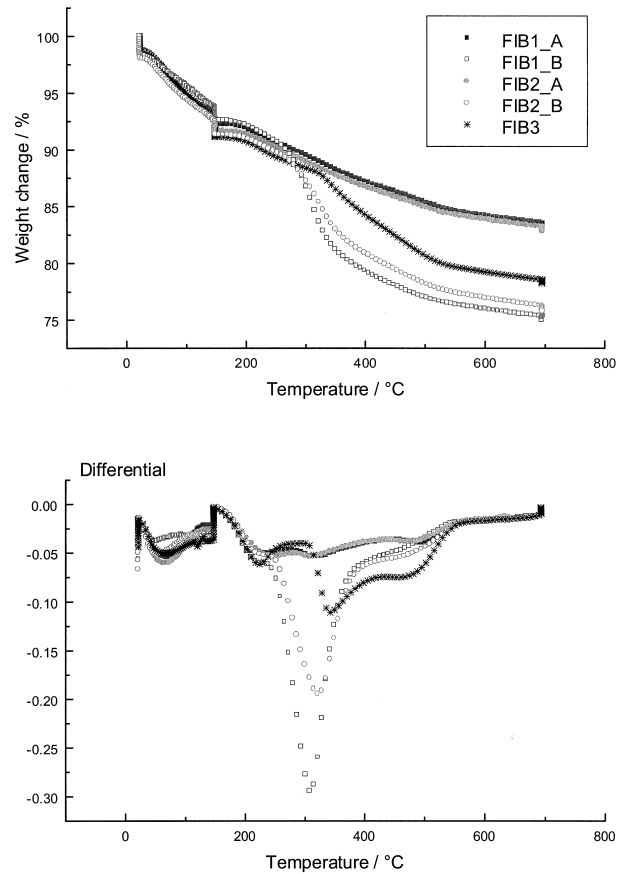 100
95
90
85
80
75
Weight change / %
FIB1_A
FIB1_B
FIB2_A
FIB2_B
FIB3
0
200
400
600
800
Temperature / °C
Differential
0.00
-0.05
-0.10
-0.15
-0.20
-0.25
-0.30
0
200
400
600
800
Temperature / °C